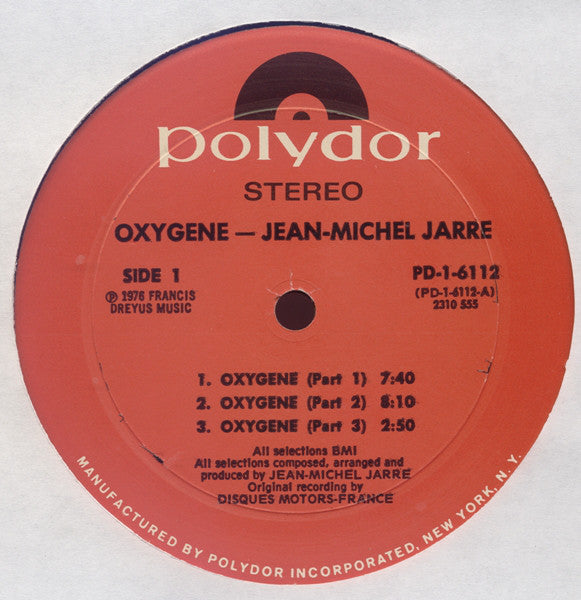 polydor
STEREO
OXYGENE — JEAN-MICHEL JARRE
SIDE 1
Ⓟ 1976 FRANCIS
DREYUS MUSIC
PD-1-6112
(PD-1-6112-A)
2310 555
1. OXYGENE (Part 1) 7:40
2. OXYGENE (Part 2) 8:10
3. OXYGENE (Part 3) 2:50
All selections BMI
All selections composed, arranged and
produced by JEAN-MICHEL JARRE
Original recording by
DISQUES MOTORS-FRANCE
MANUFACTURED BY POLYDOR INCORPORATED, NEW YORK, N. Y.